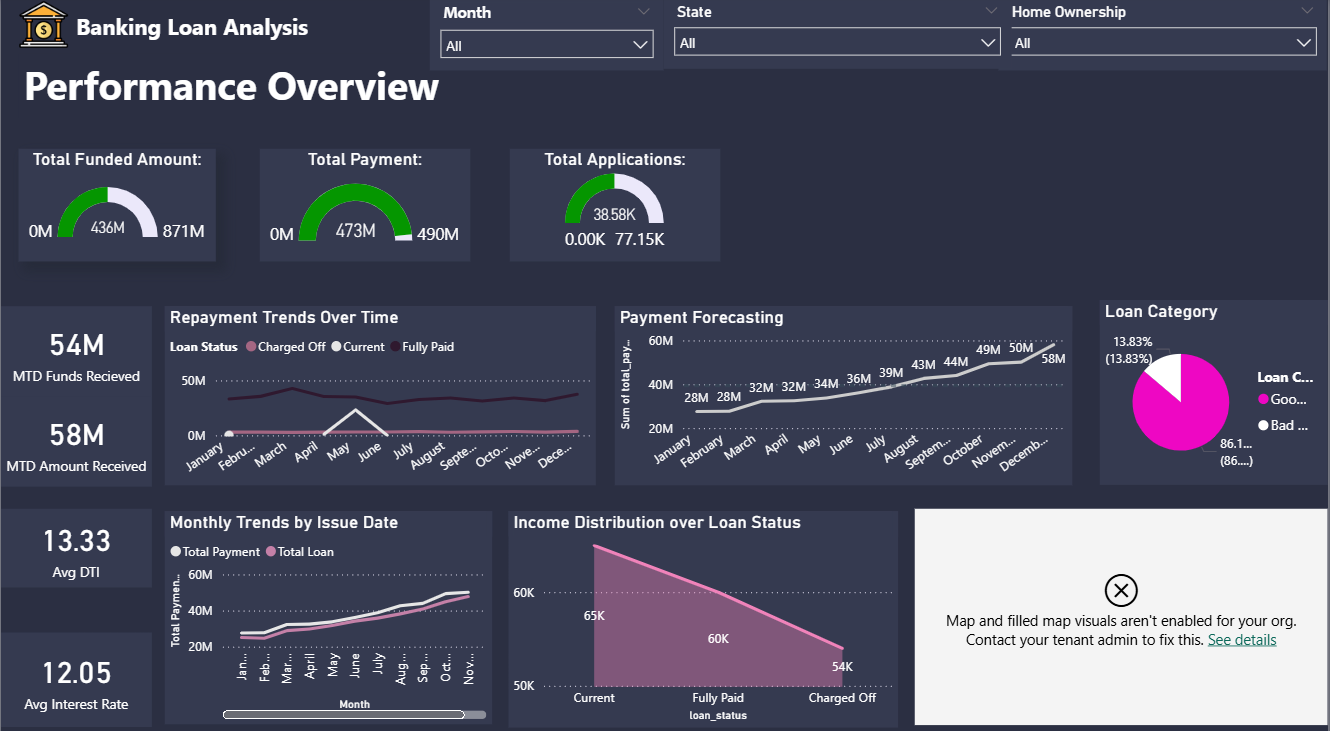 Banking Loan Analysis
Month
All
State
All
Home Ownership
All
Performance Overview
Total Funded Amount:
0M 436M 871M
Total Payment:
0M 473M 490M
Total Applications:
38.58K
0.00K 77.15K
54M
MTD Funds Recieved
58M
MTD Amount Received
Repayment Trends Over Time
Loan Status Charged Off Current Fully Paid
50M
0M
January Febru... March April May June July August Septe... Octo... Nove... Dece...
Payment Forecasting
Sum of total_pay...
60M
40M
20M
28M 28M 32M 32M 34M 36M 39M 43M 44M 49M 50M 58M
January February March April May June July August Septem... October Novem... Decemb...
Loan Category
13.83%
(13.83%)
Loan C...
Goo...
Bad ...
86.1...
(86....)
13.33
Avg DTI
12.05
Avg Interest Rate
Monthly Trends by Issue Date
Total Payment Total Loan
Total Paymen...
60M
40M
20M
Jan... Feb... Mar... April May June July Aug... Sep... Oct... Nov...
Month
Income Distribution over Loan Status
60K
50K
65K
60K
54K
Current Fully Paid Charged Off
loan_status
Map and filled map visuals aren't enabled for your org.
Contact your tenant admin to fix this. See details